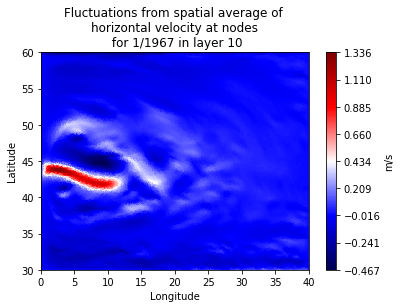 Fluctuations from spatial average of
horizontal velocity at nodes
for 1/1967 in layer 10
60
55
50
45
40
35
30
Latitude
0 5 10 15 20 25 30 35 40
Longitude
1.336
1.110
0.885
0.660
0.434
0.209
−0.016
−0.241
−0.467
m/s